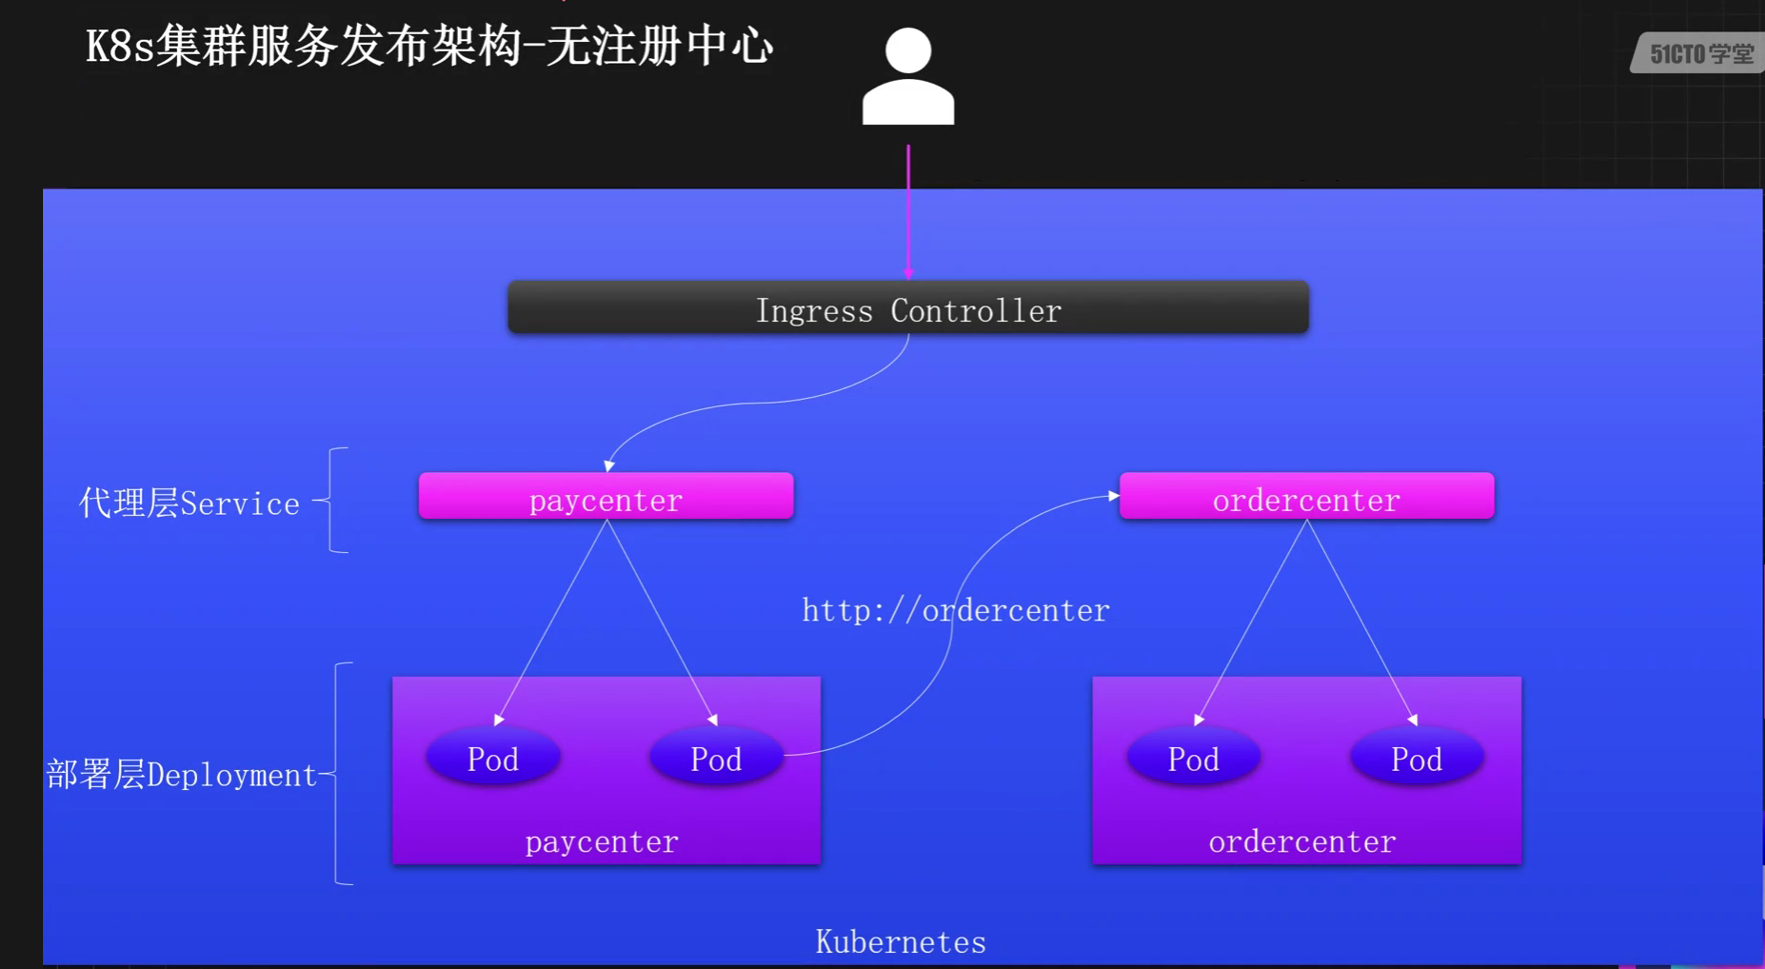 K8s集群服务发布架构-无注册中心
51CTO学堂
Ingress Controller
代理层Service
paycenter
ordercenter
http://ordercenter
部署层Deployment
Pod
Pod
Pod
Pod
paycenter
ordercenter
Kubernetes